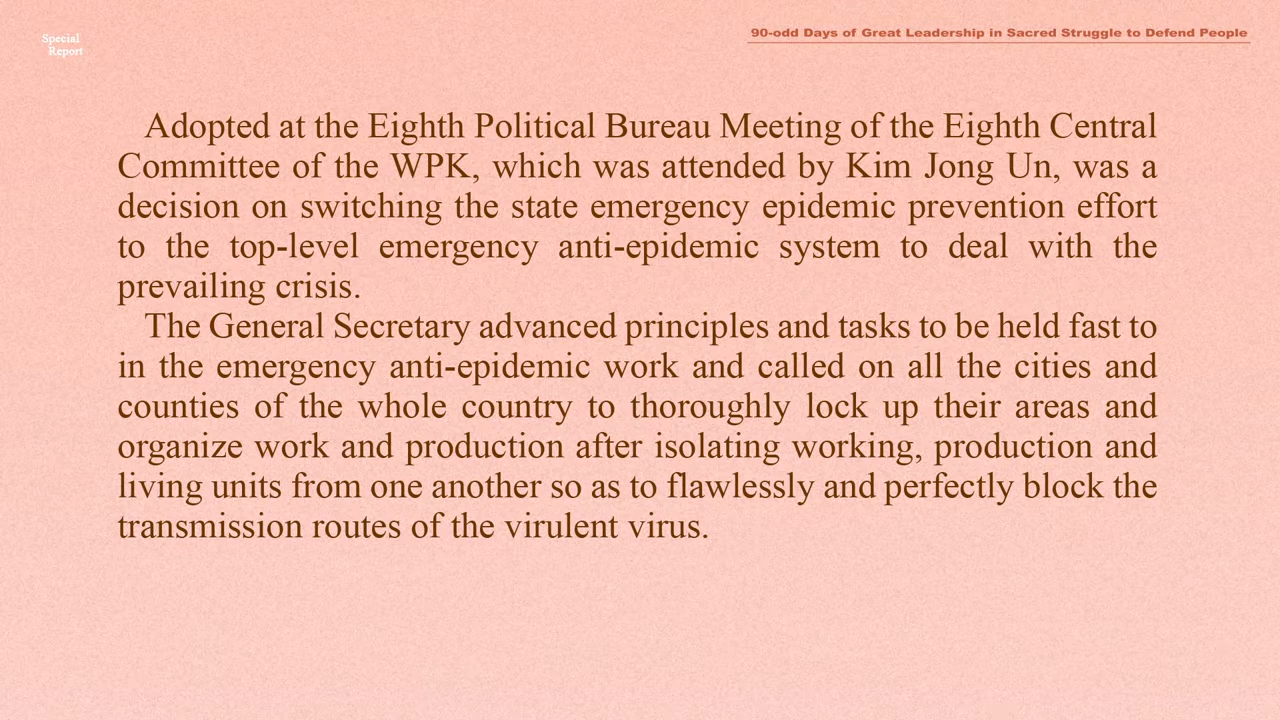 Special
Report
90-odd Days of Great Leadership in Sacred Struggle to Defend People
Adopted at the Eighth Political Bureau Meeting of the Eighth Central
Committee of the WPK, which was attended by Kim Jong Un, was a
decision on switching the state emergency epidemic prevention effort
to the top-level emergency anti-epidemic system to deal with the
prevailing crisis.
The General Secretary advanced principles and tasks to be held fast to
in the emergency anti-epidemic work and called on all the cities and
counties of the whole country to thoroughly lock up their areas and
organize work and production after isolating working, production and
living units from one another so as to flawlessly and perfectly block the
transmission routes of the virulent virus.